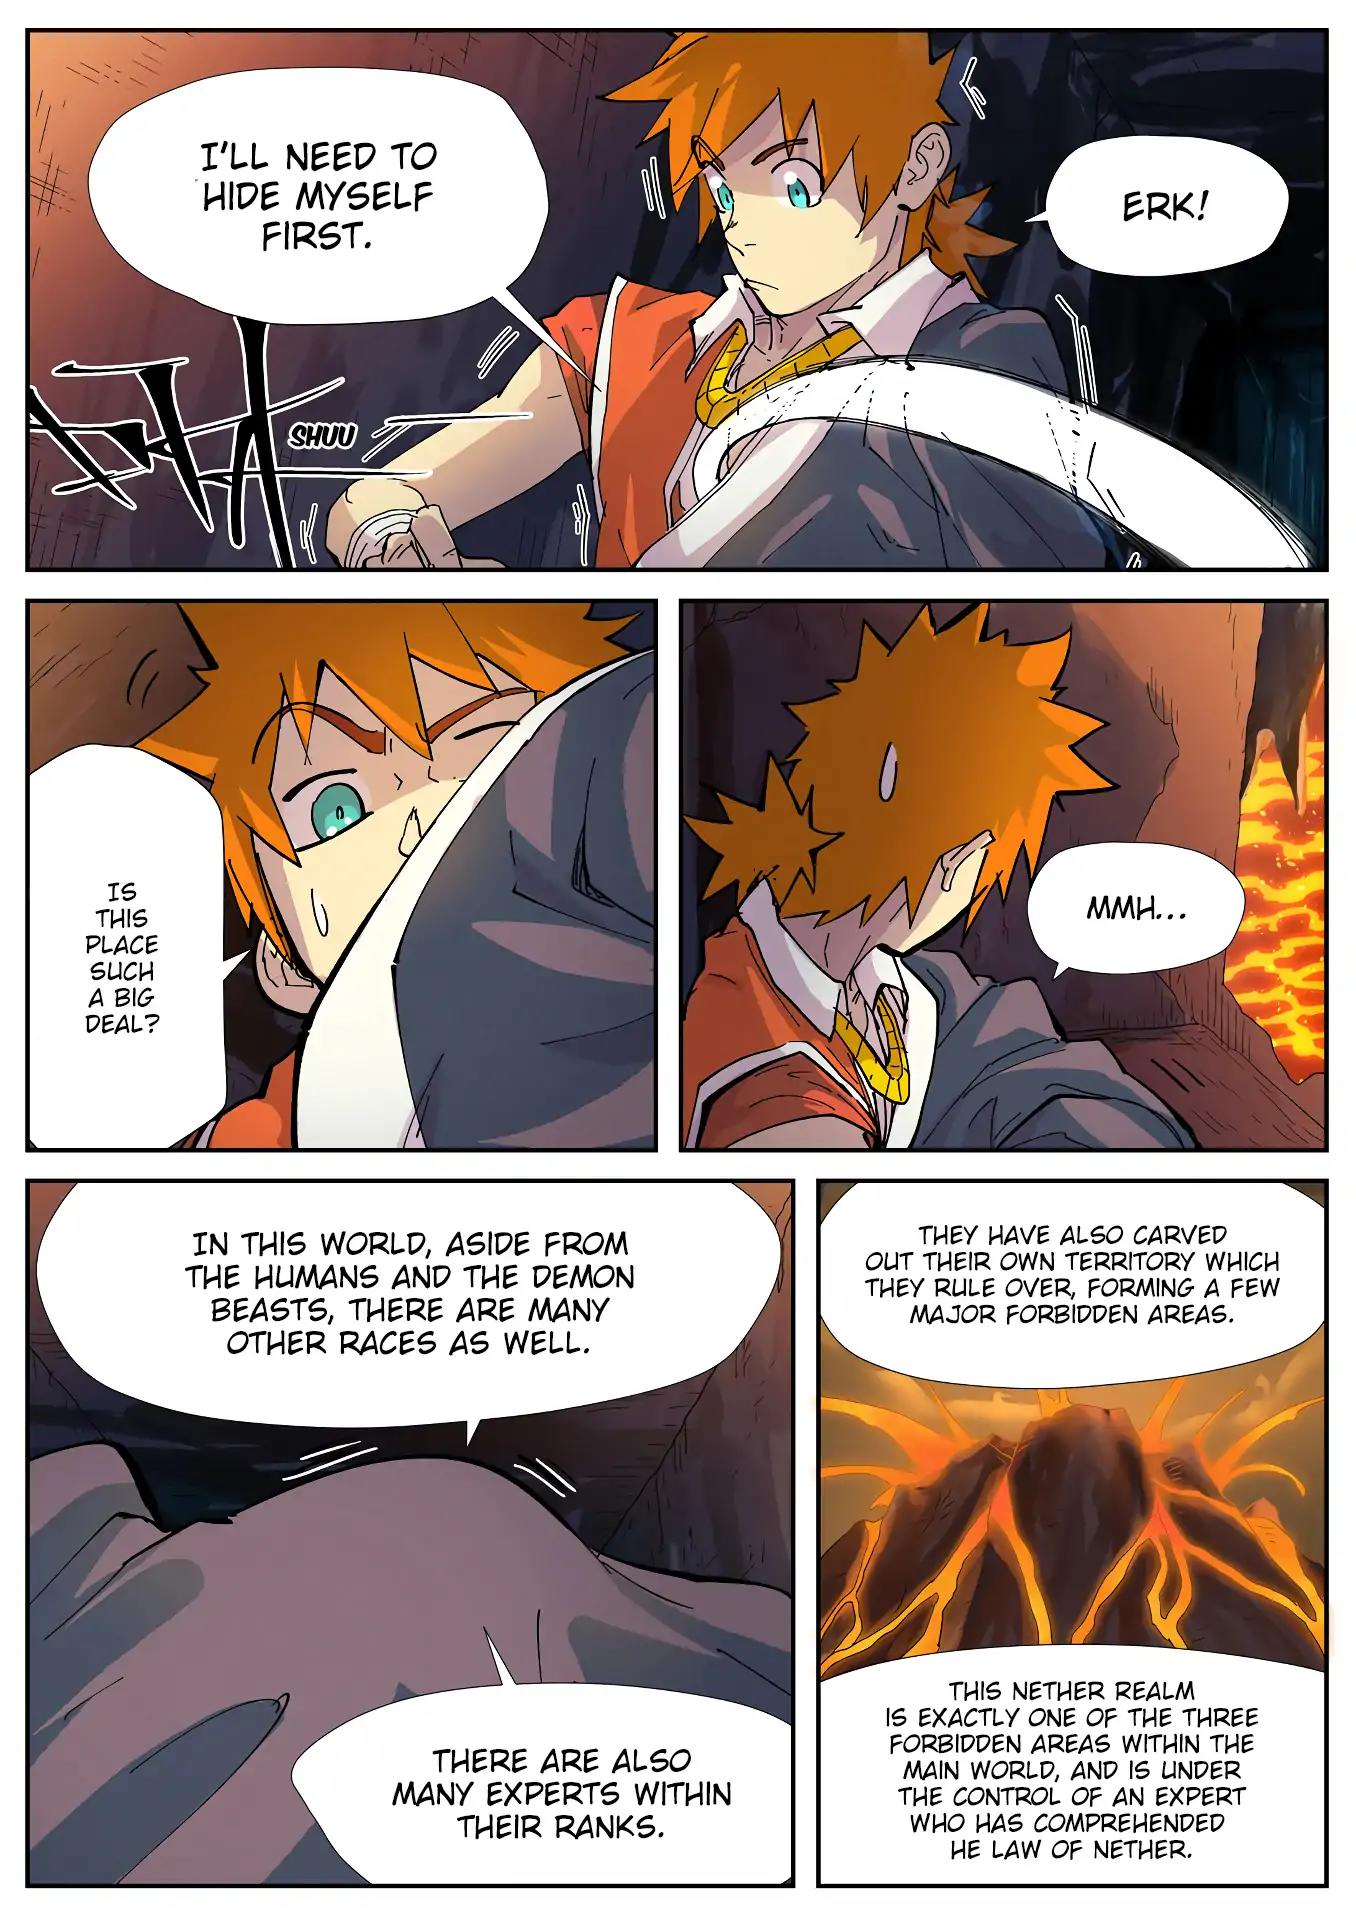 I'LL NEED TO
HIDE MYSELF
FIRST.
ERK!
SHUU
IS
THIS
PLACE
SUCH
A BIG
DEAL?
MMH...
IN THIS WORLD, ASIDE FROM
THE HUMANS AND THE DEMON
BEASTS, THERE ARE MANY
OTHER RACES AS WELL.
THERE ARE ALSO
MANY EXPERTS WITHIN
THEIR RANKS.
THEY HAVE ALSO CARVED
OUT THEIR OWN TERRITORY WHICH
THEY RULE OVER, FORMING A FEW
MAJOR FORBIDDEN AREAS.
THIS NETHER REALM
IS EXACTLY ONE OF THE THREE
FORBIDDEN AREAS WITHIN THE
MAIN WORLD, AND IS UNDER
THE CONTROL OF AN EXPERT
WHO HAS COMPREHENDED
HE LAW OF NETHER.